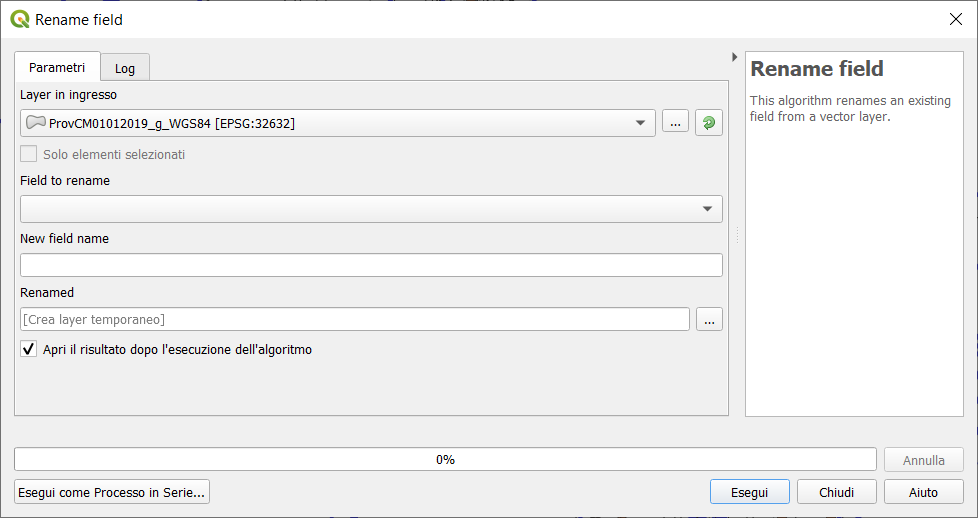 Rename field
Parametri
Log
Layer in ingresso
ProvCM01012019_g_WGS84 [EPSG:32632]
...
Solo elementi selezionati
Field to rename
New field name
Renamed
[Crea layer temporaneo]
...
Apri il risultato dopo l'esecuzione dell'algoritmo
Rename field
This algorithm renames an existing
field from a vector layer.
0%
Annulla
Esegui come Processo in Serie...
Esegui
Chiudi
Aiuto